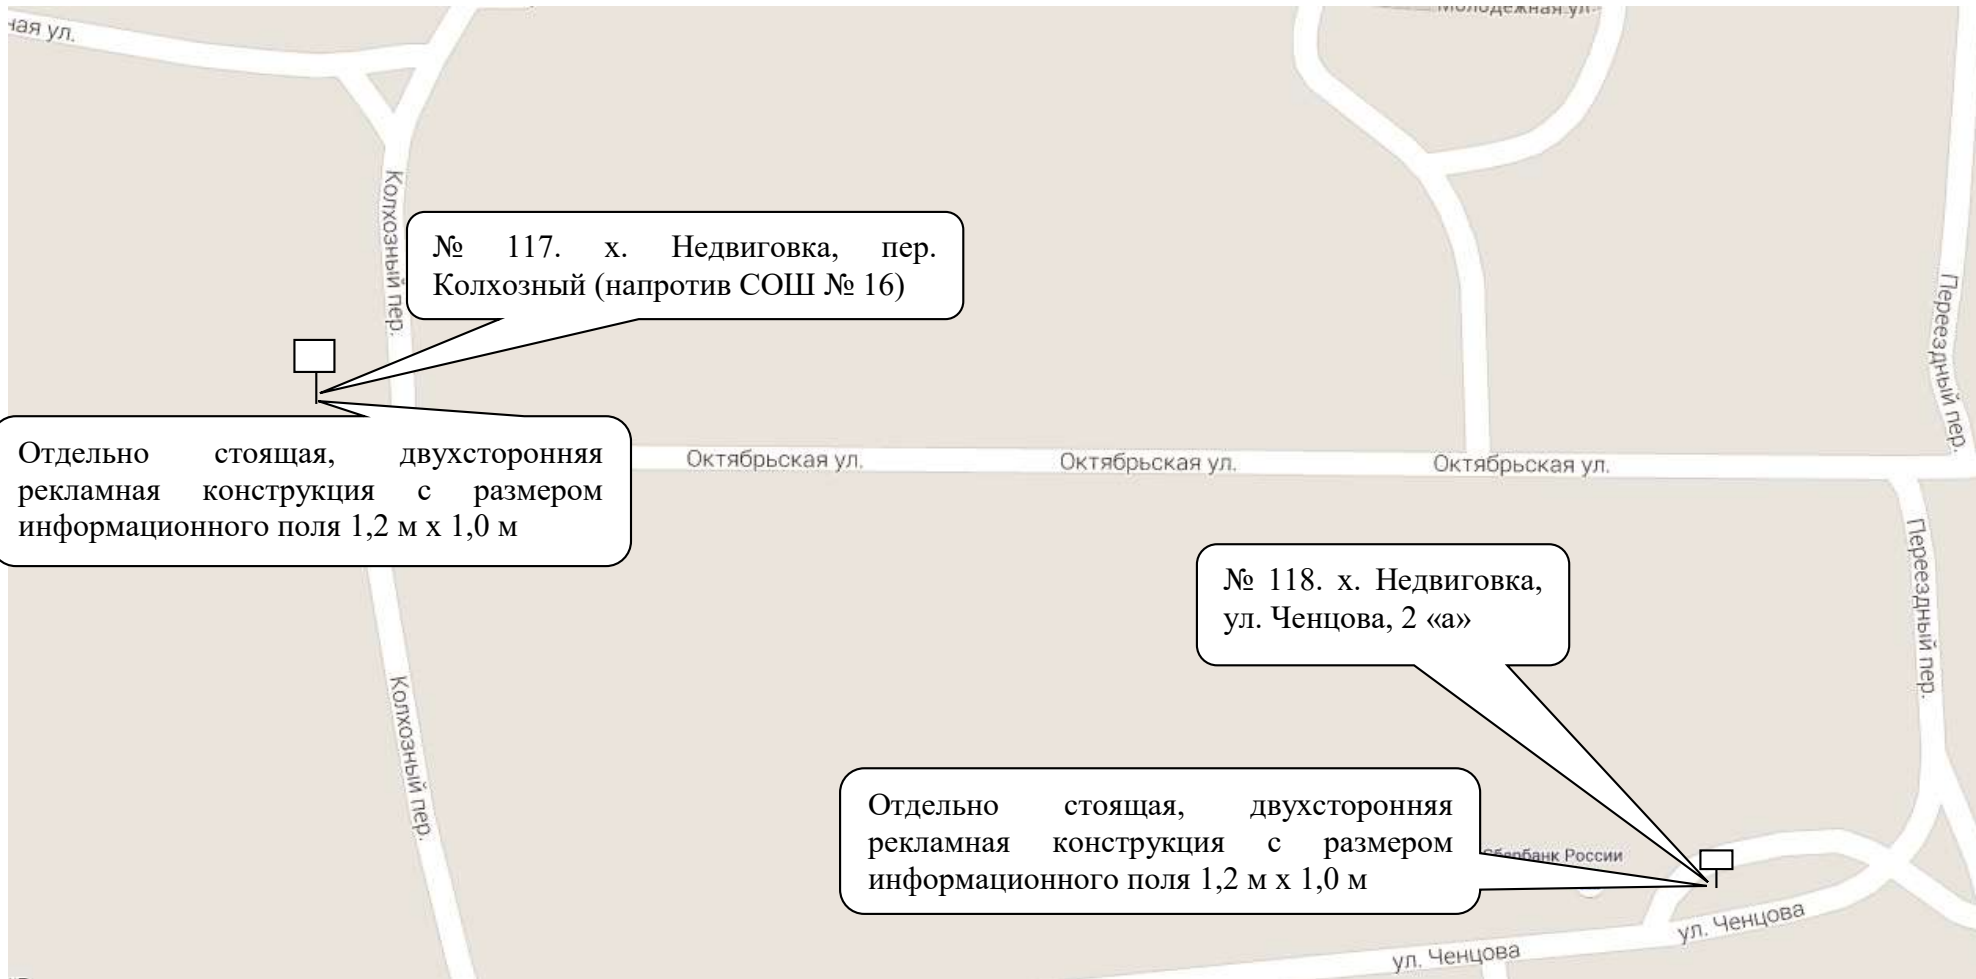 ная ул.
Молодежная ул.
Колхозный пер.
№ 117. х. Недвиговка, пер.
Колхозный (напротив СОШ № 16)
Переездный пер.
Отдельно стоящая, двухсторонняя
рекламная конструкция с размером
информационного поля 1,2 м х 1,0 м
Октябрьская ул.
Октябрьская ул.
Октябрьская ул.
Переездный пер.
№ 118. х. Недвиговка,
ул. Ченцова, 2 «а»
Колхозный пер.
Отдельно стоящая, двухсторонняя
рекламная конструкция с размером
информационного поля 1,2 м х 1,0 м
Сбербанк России
ул. Ченцова
ул. Ченцова